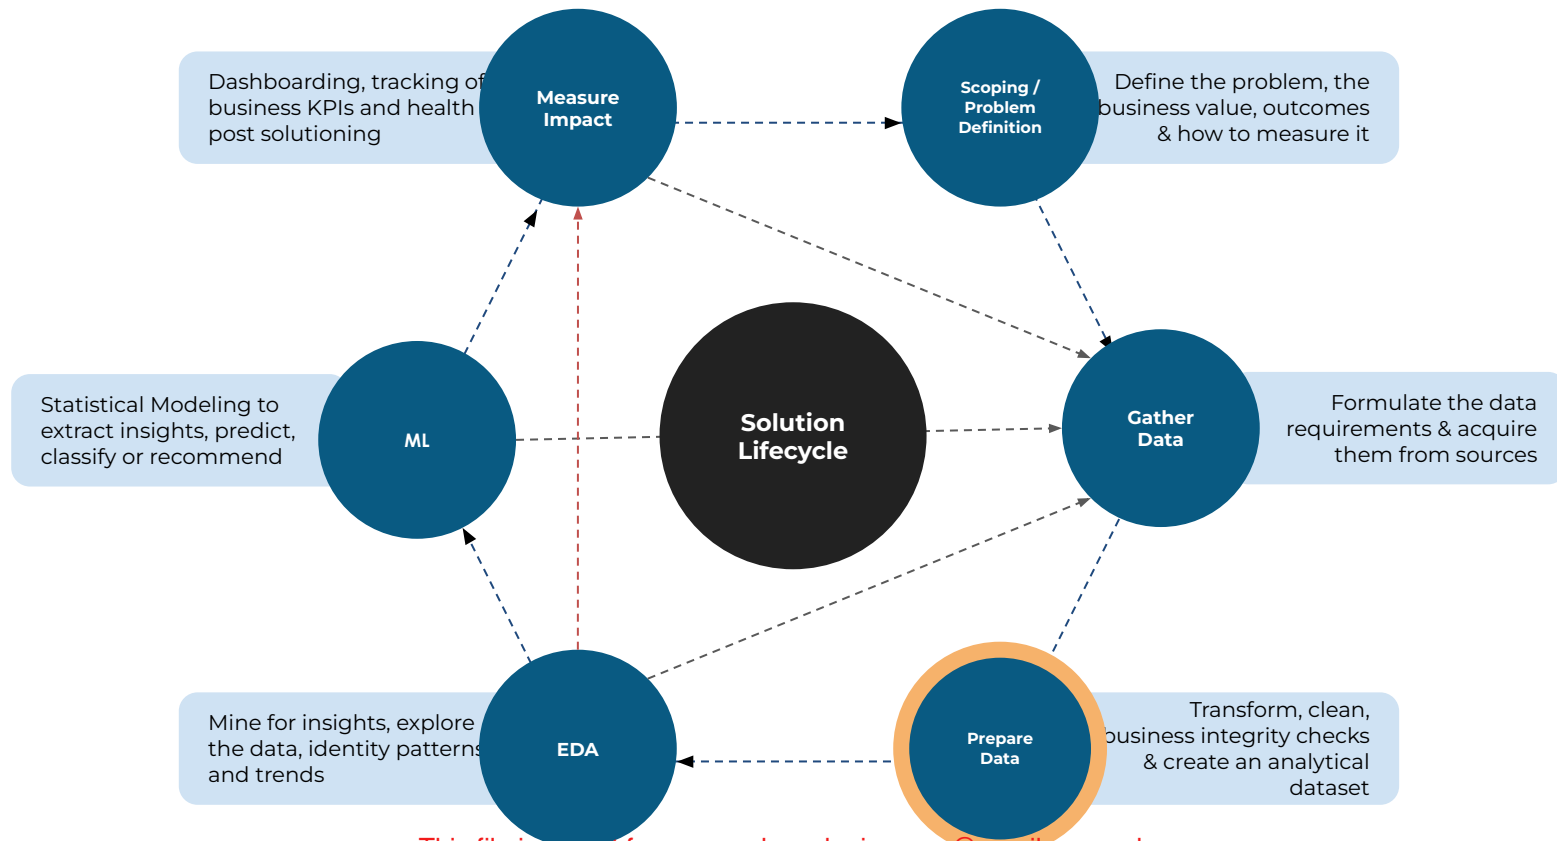 Dashboarding, tracking of
business KPIs and health
post solutioning
Measure
Impact
Scoping /
Problem
Definition
Define the problem, the
business value, outcomes
& how to measure it
Statistical Modeling to
extract insights, predict,
classify or recommend
ML
Solution
Lifecycle
Gather
Data
Formulate the data
requirements & acquire
them from sources
Mine for insights, explore
the data, identity patterns
and trends
EDA
Prepare
Data
Transform, clean,
business integrity checks
& create an analytical
dataset